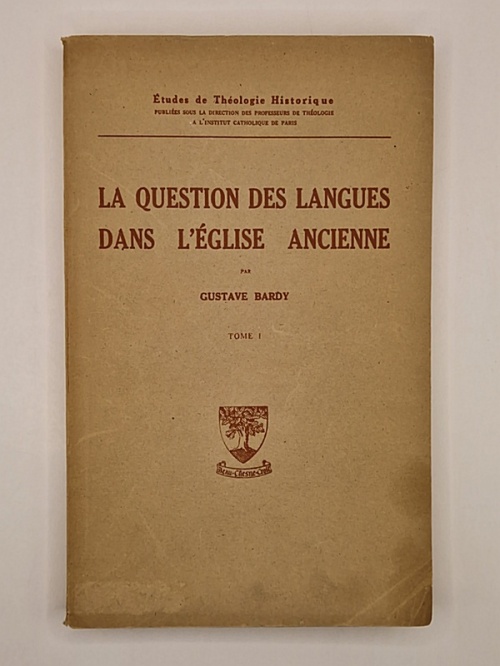 Études de Théologie Historique
PUBLIÉES SOUS LA DIRECTION DES PROFESSEURS DE THÉOLOGIE
A L'INSTITUT CATHOLIQUE DE PARIS
LA QUESTION DES LANGUES
DANS L'ÉGLISE ANCIENNE
PAR
GUSTAVE BARDY
TOME I